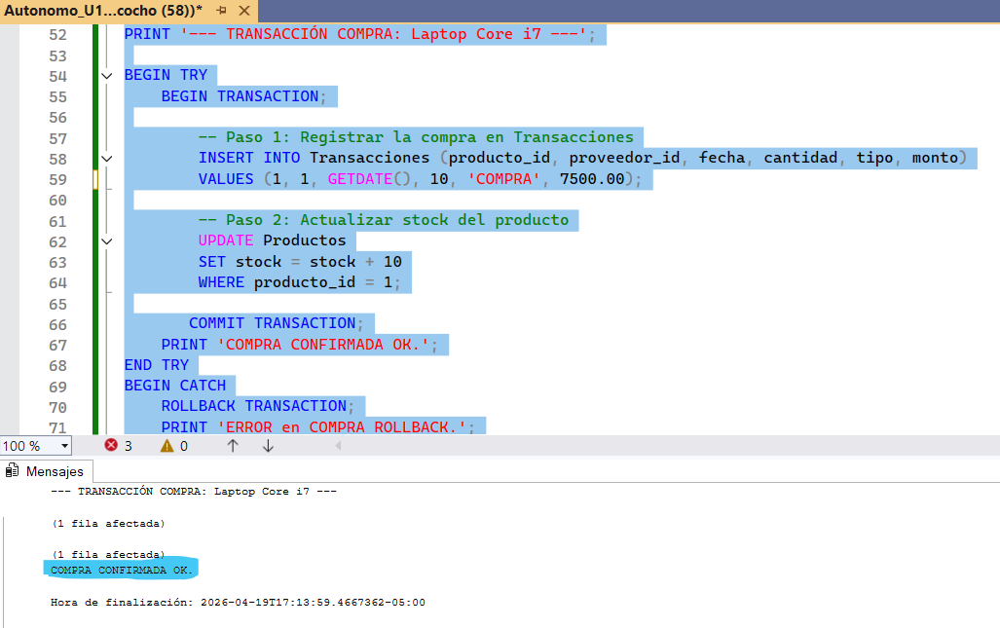 Autonomo_U1...cocho (58))*
52 PRINT '--- TRANSACCIÓN COMPRA: Laptop Core i7 ---';
53
54 BEGIN TRY
55 BEGIN TRANSACTION;
56
57 -- Paso 1: Registrar la compra en Transacciones
58 INSERT INTO Transacciones (producto_id, proveedor_id, fecha, cantidad, tipo, monto)
59 VALUES (1, 1, GETDATE(), 10, 'COMPRA', 7500.00);
60
61 -- Paso 2: Actualizar stock del producto
62 UPDATE Productos
63 SET stock = stock + 10
64 WHERE producto_id = 1;
65
66 COMMIT TRANSACTION;
67 PRINT 'COMPRA CONFIRMADA OK.';
68 END TRY
69 BEGIN CATCH
70 ROLLBACK TRANSACTION;
71 PRINT 'ERROR en COMPRA ROLLBACK.';
100 % 3 0
Mensajes
--- TRANSACCIÓN COMPRA: Laptop Core i7 ---
(1 fila afectada)
(1 fila afectada)
COMPRA CONFIRMADA OK.
Hora de finalización: 2026-04-19T17:13:59.4667362-05:00